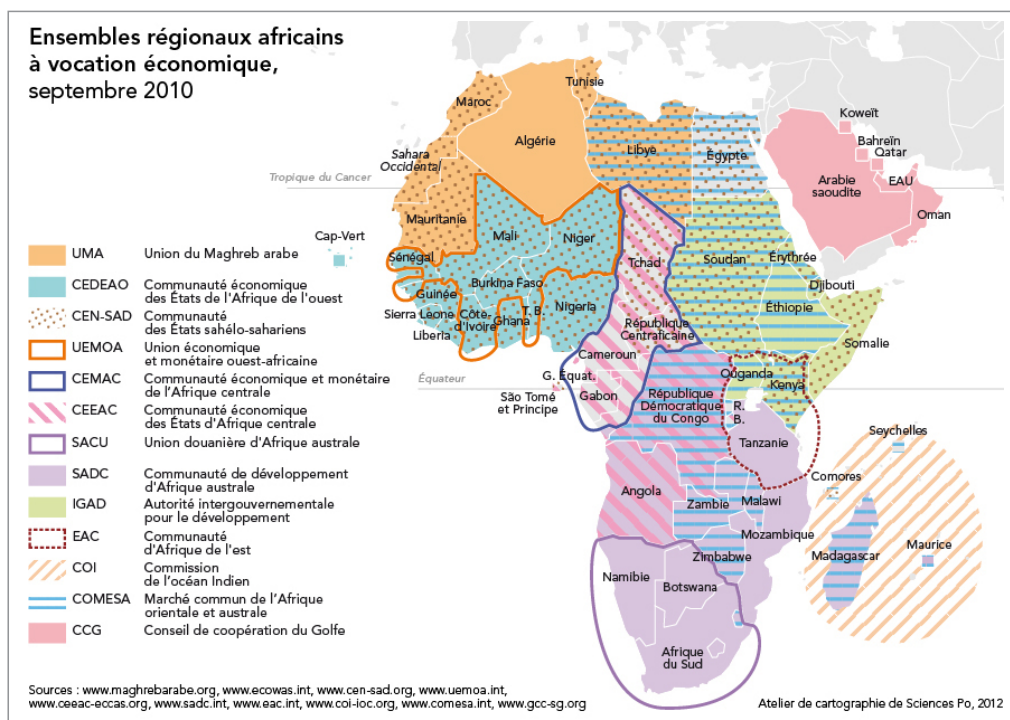 Ensembles régionaux africains
à vocation économique,
septembre 2010
Tunisie
Maroc
Algérie
Libye
Égypte
Koweït
Bahreïn
Qatar
Arabie
saoudite
EAU
Oman
Sahara
Occidental
Tropique du Cancer
Mauritanie
Cap-Vert
Mali
Niger
Tchad
Soudan
Érythrée
Djibouti
Sénégal
Burkina Faso
Guinée
Sierra Leone
Liberia
Côte-
d'Ivoire
Ghana
T. B.
Nigeria
Éthiopie
Somalie
République
Centraficaine
Cameroun
Équateur
G. Équat.
São Tomé
et Principe
Gabon
Ouganda
Kenya
République
Démocratique
du Congo
R.
B.
Tanzanie
Seychelles
Comores
Angola
Zambie
Malawi
Mozambique
Zimbabwe
Madagascar
Maurice
Namibie
Botswana
Afrique
du Sud
UMA Union du Maghreb arabe
CEDEAO Communauté économique
des États de l'Afrique de l'ouest
CEN-SAD Communauté
des États sahélo-sahariens
UEMOA Union économique
et monétaire ouest-africaine
CEMAC Communauté économique et monétaire
de l'Afrique centrale
CEEAC Communauté économique
des États d'Afrique centrale
SACU Union douanière d'Afrique australe
SADC Communauté de développement
d'Afrique australe
IGAD Autorité intergouvernementale
pour le développement
EAC Communauté
d'Afrique de l'est
COI Commission
de l'océan Indien
COMESA Marché commun de l'Afrique
orientale et australe
CCG Conseil de coopération du Golfe
Sources : www.maghrebarabe.org, www.ecowas.int, www.cen-sad.org, www.uemoa.int,
www.ceeac-eccas.org, www.sadc.int, www.eac.int, www.coi-ioc.org, www.comesa.int, www.gcc-sg.org
Atelier de cartographie de Sciences Po, 2012